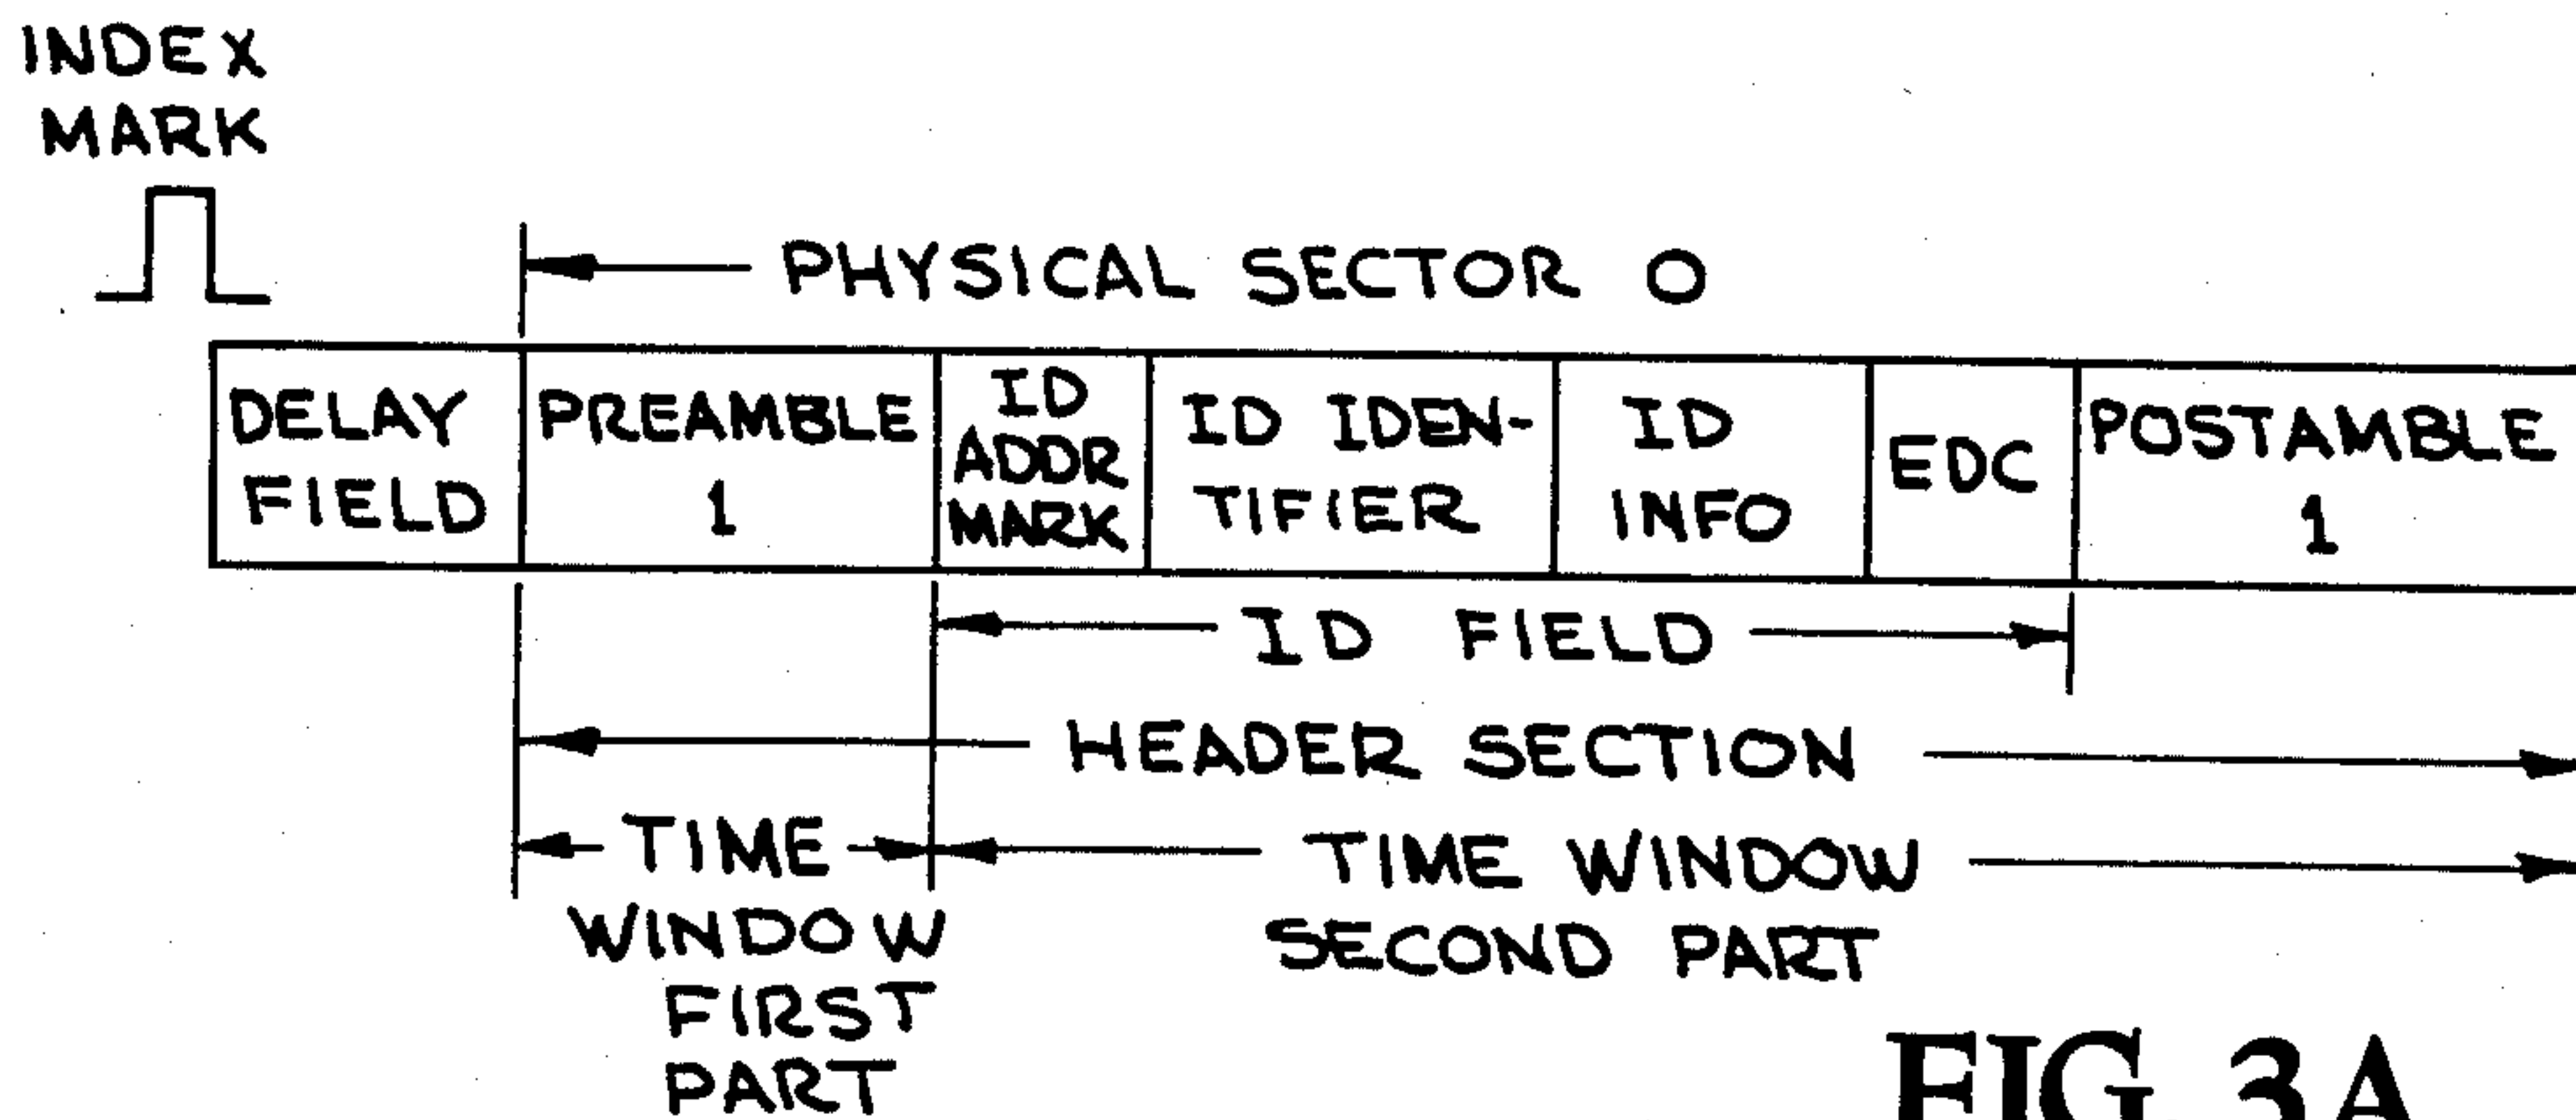 INDEX
MARK
PHYSICAL SECTOR 0
DELAY
FIELD
PREAMBLE
1
ID
ADDR
MARK
ID IDEN-
TIFIER
ID
INFO
EDC
POSTAMBLE
1
ID FIELD
HEADER SECTION
TIME
WINDOW
FIRST
PART
TIME WINDOW
SECOND PART
FIG. 3A